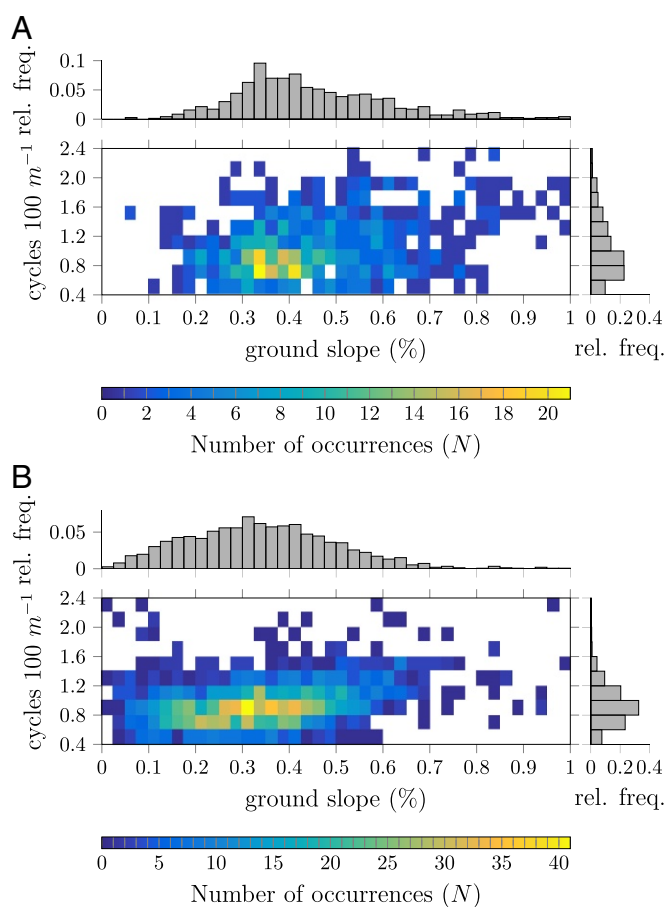 A
rel. freq.
0.1
0.05
0
cycles 100 m⁻¹
2.4
2.0
1.6
1.2
0.8
0.4
0 0.1 0.2 0.3 0.4 0.5 0.6 0.7 0.8 0.9 1
ground slope (%)
0 0.2 0.4
rel. freq.
0 2 4 6 8 10 12 14 16 18 20
Number of occurrences (N)
B
rel. freq.
0.05
0
cycles 100 m⁻¹
2.4
2.0
1.6
1.2
0.8
0.4
0 0.1 0.2 0.3 0.4 0.5 0.6 0.7 0.8 0.9 1
ground slope (%)
0 0.2 0.4
rel. freq.
0 5 10 15 20 25 30 35 40
Number of occurrences (N)